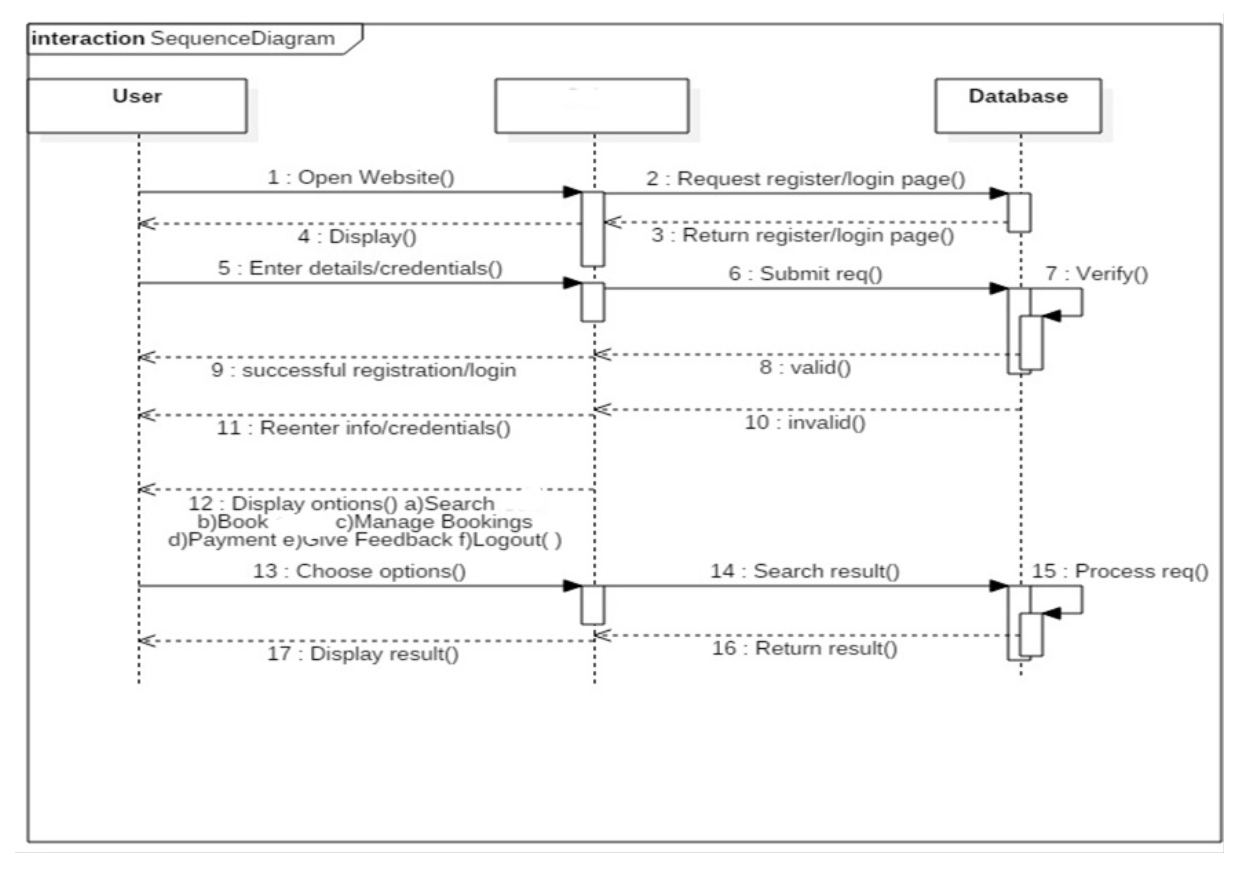 interaction SequenceDiagram
User
Database
1 : Open Website()
2 : Request register/login page()
4 : Display()
3 : Return register/login page()
5 : Enter details/credentials()
6 : Submit req()
7 : Verify()
9 : successful registration/login
8 : valid()
11 : Reenter info/credentials()
10 : invalid()
12 : Display ontions() a)Search
b)Book c)Manage Bookings
d)Payment e)Give Feedback f)Logout( )
13 : Choose options()
14 : Search result()
15 : Process req()
17 : Display result()
16 : Return result()